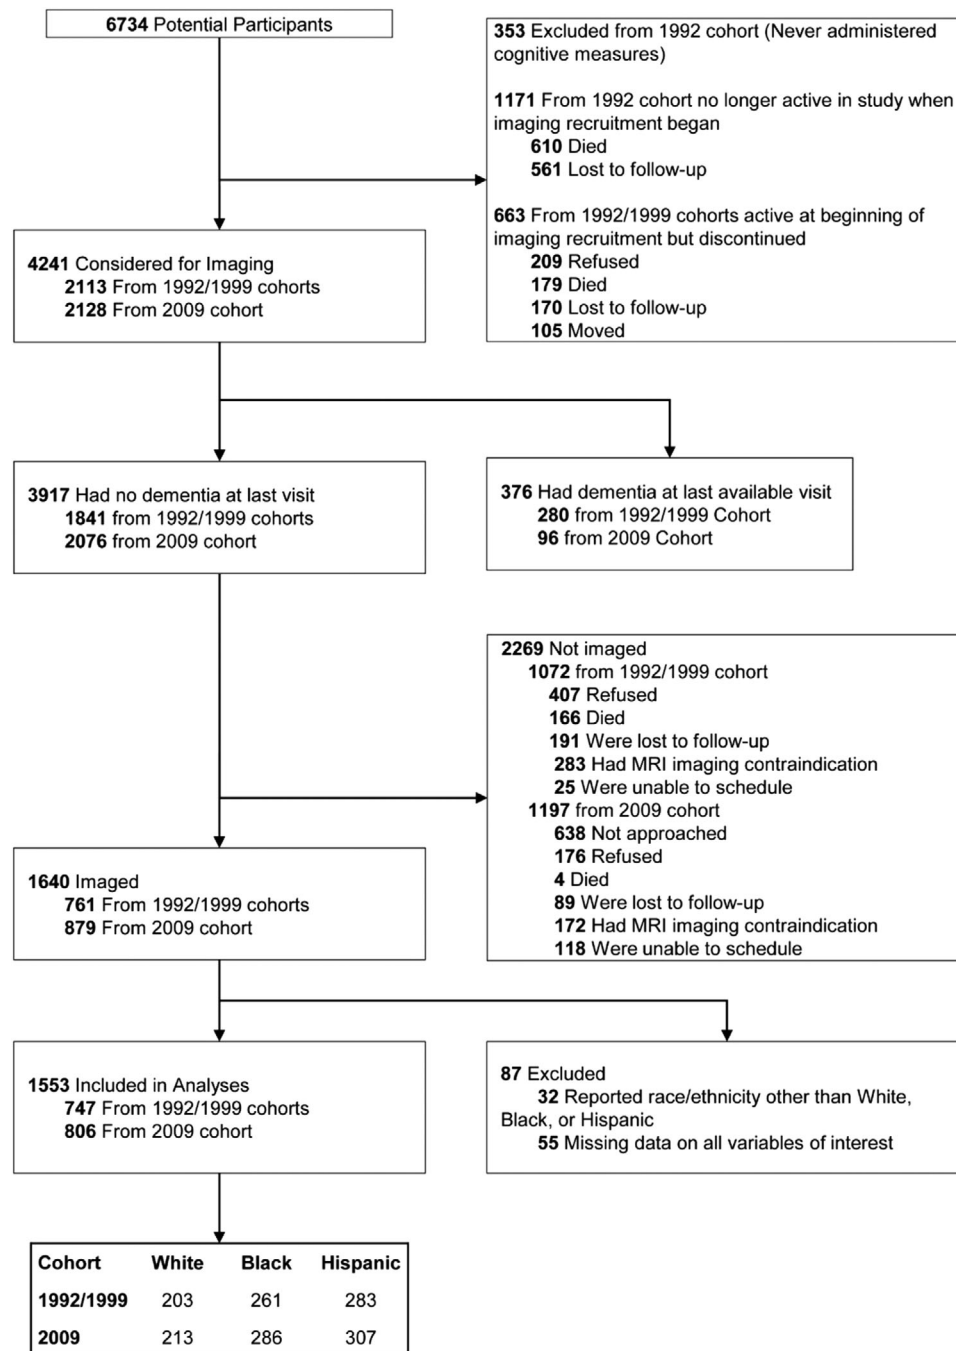 6734 Potential Participants
353 Excluded from 1992 cohort (Never administered
cognitive measures)
1171 From 1992 cohort no longer active in study when
imaging recruitment began
610 Died
561 Lost to follow-up
663 From 1992/1999 cohorts active at beginning of
imaging recruitment but discontinued
209 Refused
179 Died
170 Lost to follow-up
105 Moved
4241 Considered for Imaging
2113 From 1992/1999 cohorts
2128 From 2009 cohort
3917 Had no dementia at last visit
1841 from 1992/1999 cohorts
2076 from 2009 cohort
376 Had dementia at last available visit
280 from 1992/1999 Cohort
96 from 2009 Cohort
2269 Not imaged
1072 from 1992/1999 cohort
407 Refused
166 Died
191 Were lost to follow-up
283 Had MRI imaging contraindication
25 Were unable to schedule
1197 from 2009 cohort
638 Not approached
176 Refused
4 Died
89 Were lost to follow-up
172 Had MRI imaging contraindication
118 Were unable to schedule
1640 Imaged
761 From 1992/1999 cohorts
879 From 2009 cohort
1553 Included in Analyses
747 From 1992/1999 cohorts
806 From 2009 cohort
87 Excluded
32 Reported race/ethnicity other than White,
Black, or Hispanic
55 Missing data on all variables of interest
Cohort White Black Hispanic
1992/1999 203 261 283
2009 213 286 307